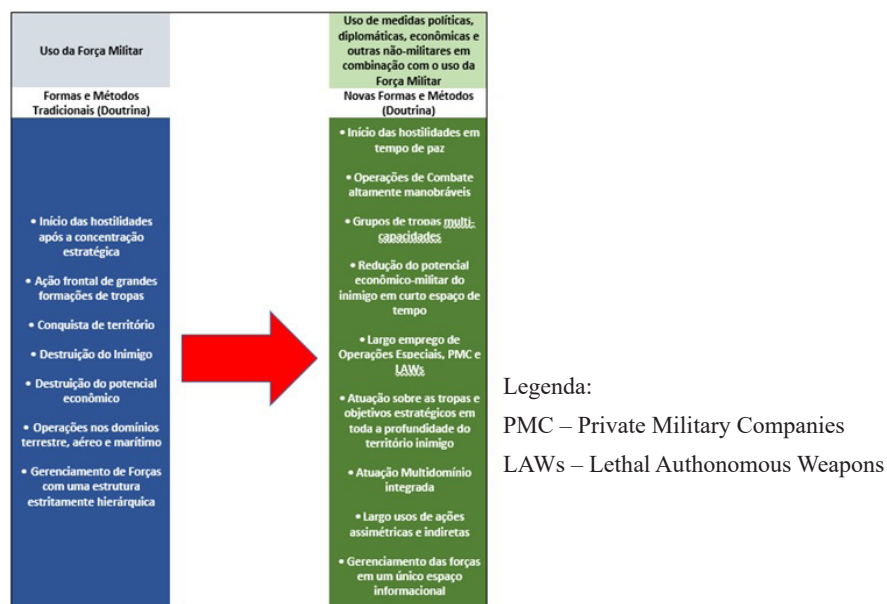 Uso da Força Militar
Formas e Métodos
Tradicionais (Doutrina)
• Início das hostilidades
após a concentração
estratégica
• Ação frontal de grandes
formações de tropas
• Conquista de território
• Destruição do Inimigo
• Destruição do potencial
econômico
• Operações nos domínios
terrestre, aéreo e marítimo
• Gerenciamento de Forças
com uma estrutura
estritamente hierárquica
Uso de medidas políticas,
diplomáticas, econômicas e
outras não-militares em
combinação com o uso da
Força Militar
Novas Formas e Métodos
(Doutrina)
• Início das hostilidades em
tempo de paz
• Operações de Combate
altamente manobráveis
• Grupos de tropas multi-
capacidades
• Redução do potencial
econômico-militar do
inimigo em curto espaço de
tempo
• Largo emprego de
Operações Especiais, PMC e
LAWs
• Atuação sobre as tropas e
objetivos estratégicos em
toda a profundidade do
território inimigo
• Atuação Multidomínio
integrada
• Largo usos de ações
assimétricas e indiretas
• Gerenciamento das forças
em um único espaço
informacional
Legenda:
PMC – Private Military Companies
LAWs – Lethal Authonomous Weapons